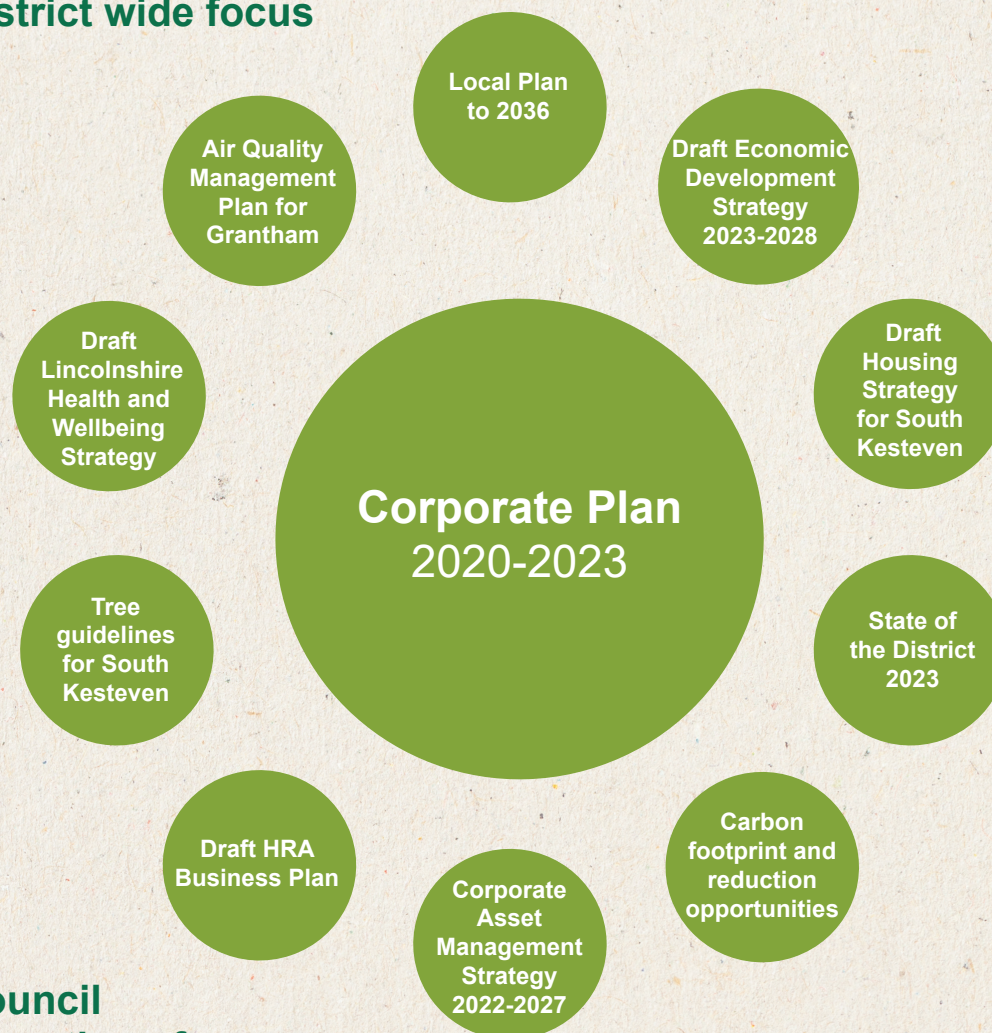 strict wide focus
Local Plan
to 2036
Air Quality
Management
Plan for
Grantham
Draft Economic
Development
Strategy
2023-2028
Draft
Lincolnshire
Health and
Wellbeing
Strategy
Draft
Housing
Strategy
for South
Kesteven
Corporate Plan
2020-2023
Tree
guidelines
for South
Kesteven
State of
the District
2023
Draft HRA
Business Plan
Carbon
footprint and
reduction
opportunities
Corporate
Asset
Management
Strategy
2022-2027
ouncil